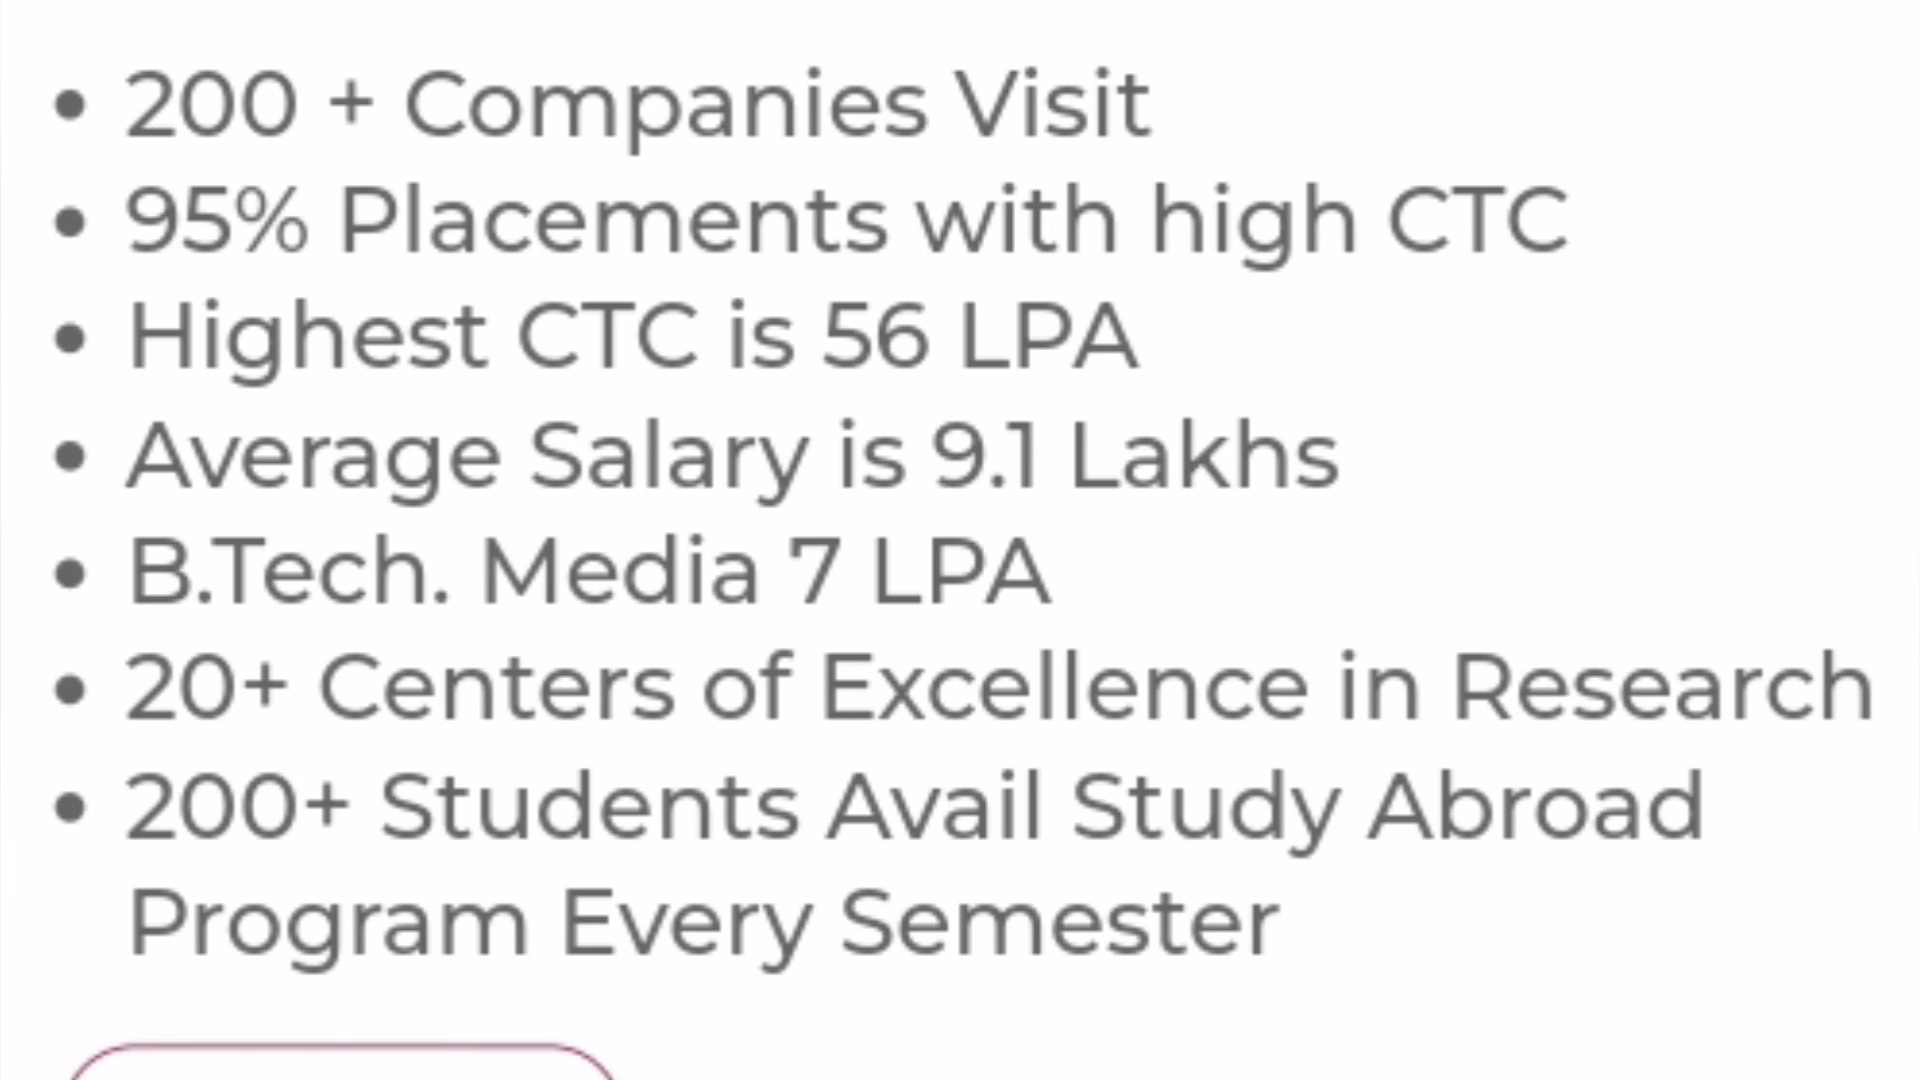 • 200 + Companies Visit
• 95% Placements with high CTC
• Highest CTC is 56 LPA
• Average Salary is 9.1 Lakhs
• B.Tech. Media 7 LPA
• 20+ Centers of Excellence in Research
• 200+ Students Avail Study Abroad
Program Every Semester